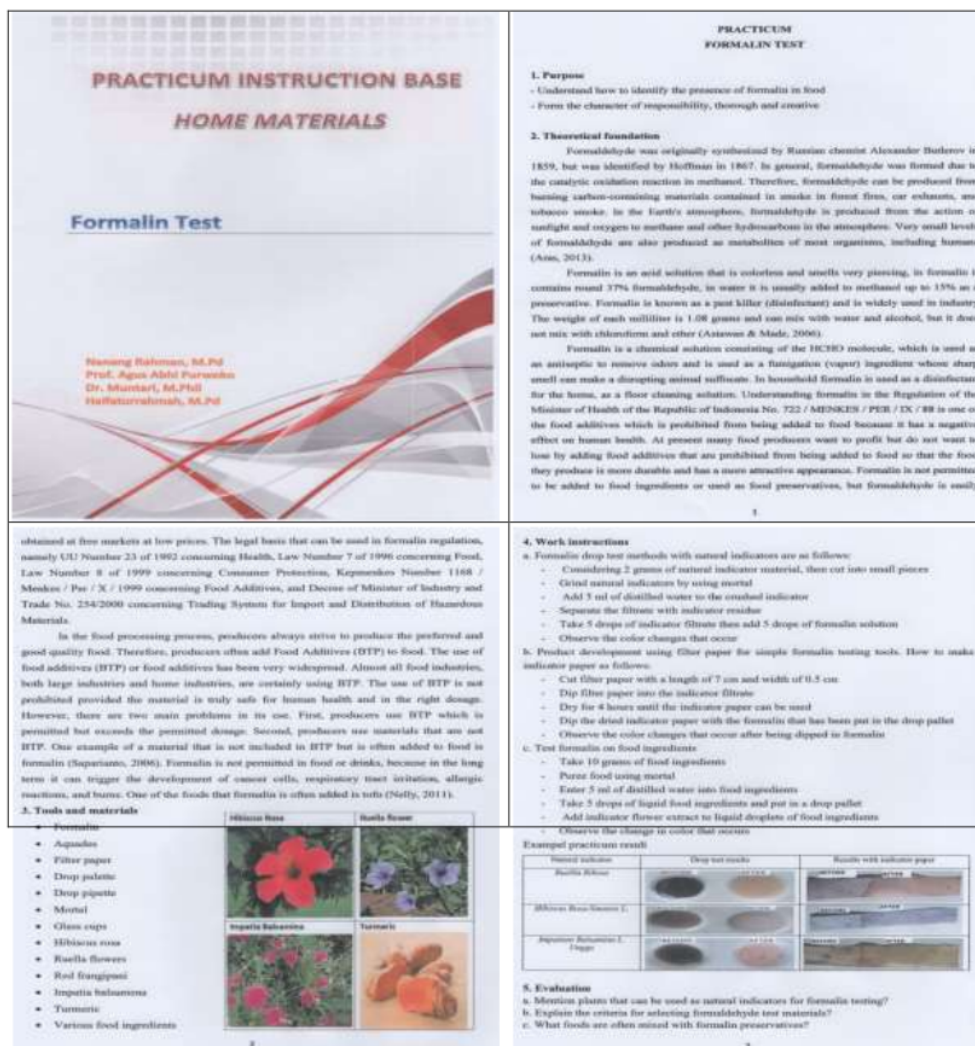 PRACTICUM INSTRUCTION BASE
HOME MATERIALS
Formalin Test
Nanang Rahman, M.Pd
Prof. Agus Abhi Purwoko
Dr. Muntari, M.Phil
Haifaturrahmah, M.Pd
PRACTICUM
FORMALIN TEST
1. Purpose
- Understand how to identify the presence of formalin in food
- Form the character of responsibility, thorough and creative
2. Theoretical foundation
Formaldehyde was originally synthesized by Russian chemist Alexander Butlerov in
1859, but was identified by Hoffman in 1867. In general, formaldehyde was formed due to
the catalytic oxidation reaction in methanol. Therefore, formaldehyde can be produced from
burning carbon-containing materials contained in smoke in forest fires, car exhausts, and
tobacco smoke. In the Earth's atmosphere, formaldehyde is produced from the action of
sunlight and oxygen to methane and other hydrocarbons in the atmosphere. Very small levels
of formaldehyde are also produced as metabolites of most organisms, including humans
2013).
Formalin is an acid solution that is colorless and smells very piercing, in formalin it
contains round 37% formaldehyde, in water it is usually added to methanol up to 15% as a
preservative. Formalin is known as a pest killer (disinfectant) and is widely used in industry.
The weight of each milliliter is 1.08 grams and can mix with water and alcohol, but it does
not mix with chloroform and ether (Astawan & Made, 2006).
Formalin is a chemical solution consisting of the HCHO molecule, which is used as
an antiseptic to remove odors and is used as a fumigation (vapor) ingredient whose sharp
smell can make a disrupting animal suffocate. In household formalin is used as a disinfectant
for the home, as a floor cleaning solution. Understanding formalin in the Regulation of the
Minister of Health of the Republic of Indonesia No. 722 / MENKES / PER / IX / 88 is one of
the food additives which is prohibited from being added to food because it has a negative
effect on human health. At present many food producers want to profit but do not want to
lose by adding food additives that are prohibited from being added to food so that the food
they produce is more durable and has a more attractive appearance. Formalin is not permitted
to be added to food ingredients or used as food preservatives, but formaldehyde is easily
1
obtained at free markets at low prices. The legal basis that can be used in formalin regulation,
namely UU Number 23 of 1992 concerning Health, Law Number 7 of 1996 concerning Food,
Law Number 8 of 1999 concerning Consumer Protection, Kepmenkes Number 1168 /
Menkes / Per / X / 1999 concerning Food Additives, and Decree of Minister of Industry and
Trade No. 254/2000 concerning Trading System for Import and Distribution of Hazardous
Materials.
In the food processing process, producers always strive to produce the preferred and
good quality food. Therefore, producers often add Food Additives (BTP) to food. The use of
food additives (BTP) or food additives has been very widespread. Almost all food industries,
both large industries and home industries, are certainly using BTP. The use of BTP is not
prohibited provided the material is truly safe for human health and in the right dosage.
However, there are two main problems in its use. First, producers use BTP which is
permitted but exceeds the permitted dosage. Second, producers use materials that are not
BTP. One example of a material that is not included in BTP but is often added to food is
formalin (Saparianto, 2006). Formalin is not permitted in food or drinks, because in the long
term it can trigger the development of cancer cells, respiratory tract irritation, allergic
reactions, and burns. One of the foods that formalin is often added is tofu (Nelly, 2011).
3. Tools and materials
• Formalin
• Aquades
• Filter paper
• Drop palette
• Drop pipette
• Mortal
• Glass cups
• Hibiscus rosa
• Ruella flowers
• Red frangipani
• Impatia balsamena
• Turmeric
• Various food ingredients
Hibiscus Rosa
Ruella flower
Impatia Balsamina
Turmeric
2
4. Work instructions
a. Formalin drop test methods with natural indicators are as follows:
- Considering 2 grams of natural indicator material, then cut into small pieces
- Grind natural indicators by using mortal
- Add 5 ml of distilled water to the crushed indicator
- Separate the filtrate with indicator residue
- Take 5 drops of indicator filtrate then add 5 drops of formalin solution
- Observe the color changes that occur
b. Product development using filter paper for simple formalin testing tools. How to make
indicator paper as follows:
- Cut filter paper with a length of 7 cm and width of 0.5 cm
- Dip filter paper into the indicator filtrate
- Dry for 4 hours until the indicator paper can be used
- Dip the dried indicator paper with the formalin that has been put in the drop pallet
- Observe the color changes that occur after being dipped in formalin
c. Test formalin on food ingredients
- Take 10 grams of food ingredients
- Puree food using mortal
- Enter 5 ml of distilled water into food ingredients
- Take 5 drops of liquid food ingredients and put in a drop pallet
- Add indicator flower extract to liquid droplets of food ingredients
- Observe the change in color that occurs
Exampel practicum result
Natural indicator
Drop test results
Results with indicator paper
Ruellia
Hibiscus Rosa-Sinensis L.
Impatiens Balsamina L.
5. Evaluation
a. Mention plants that can be used as natural indicators for formalin testing?
b. Explain the criteria for selecting formaldehyde test materials?
c. What foods are often mixed with formalin preservatives?